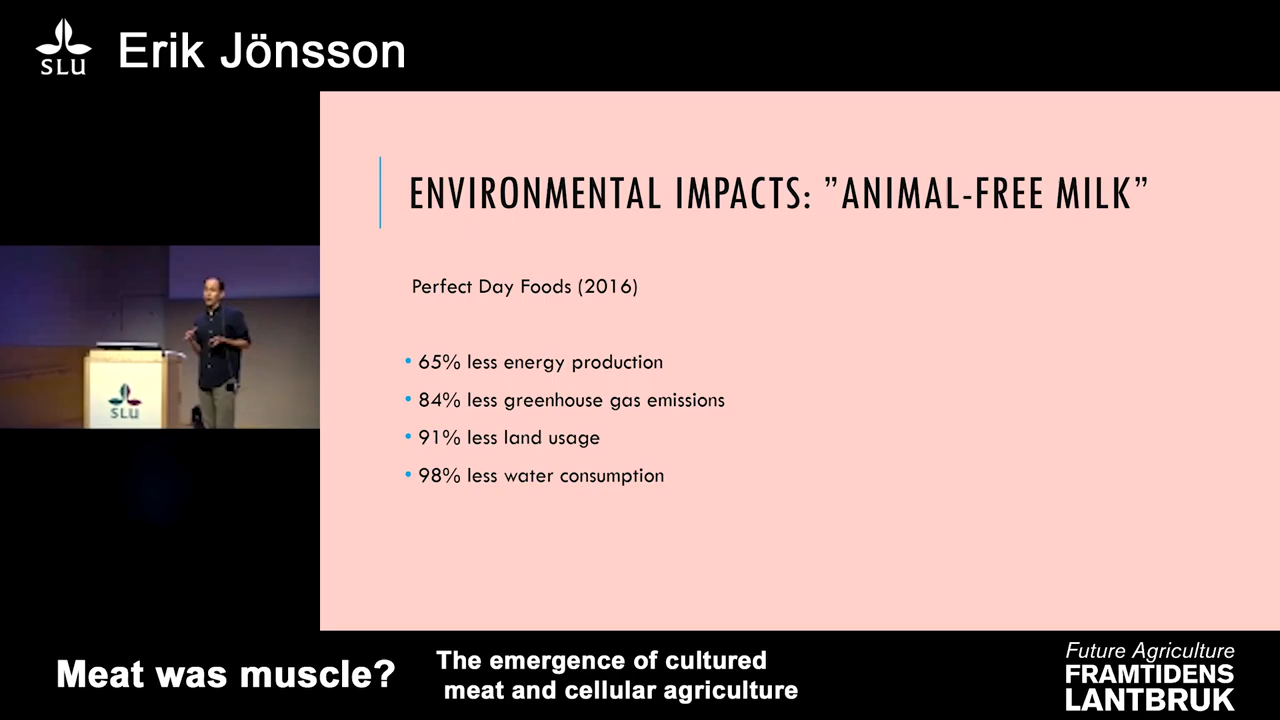 SLU
Erik Jönsson
ENVIRONMENTAL IMPACTS: ”ANIMAL-FREE MILK”
Perfect Day Foods (2016)
• 65% less energy production
• 84% less greenhouse gas emissions
• 91% less land usage
• 98% less water consumption
SLU
Meat was muscle?
The emergence of cultured
meat and cellular agriculture
Future Agriculture
FRAMTIDENS
LANTBRUK